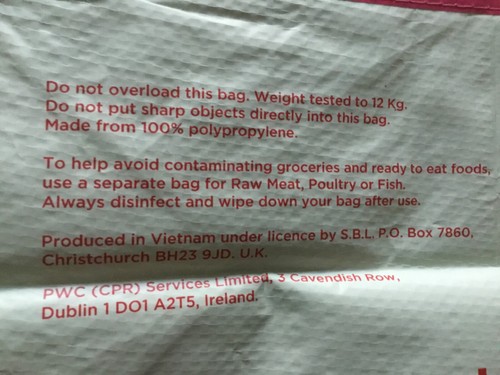 Do not overload this bag. Weight tested to 12 Kg.
Do not put sharp objects directly into this bag.
Made from 100% polypropylene.
To help avoid contaminating groceries and ready to eat foods,
use a separate bag for Raw Meat, Poultry or Fish.
Always disinfect and wipe down your bag after use.
Produced in Vietnam under licence by S.B.L. P.O. Box 7860,
Christchurch BH23 9JD. U.K.
PWC (CPR) Services Limited, 3 Cavendish Row,
Dublin 1 DO1 A2T5, Ireland.